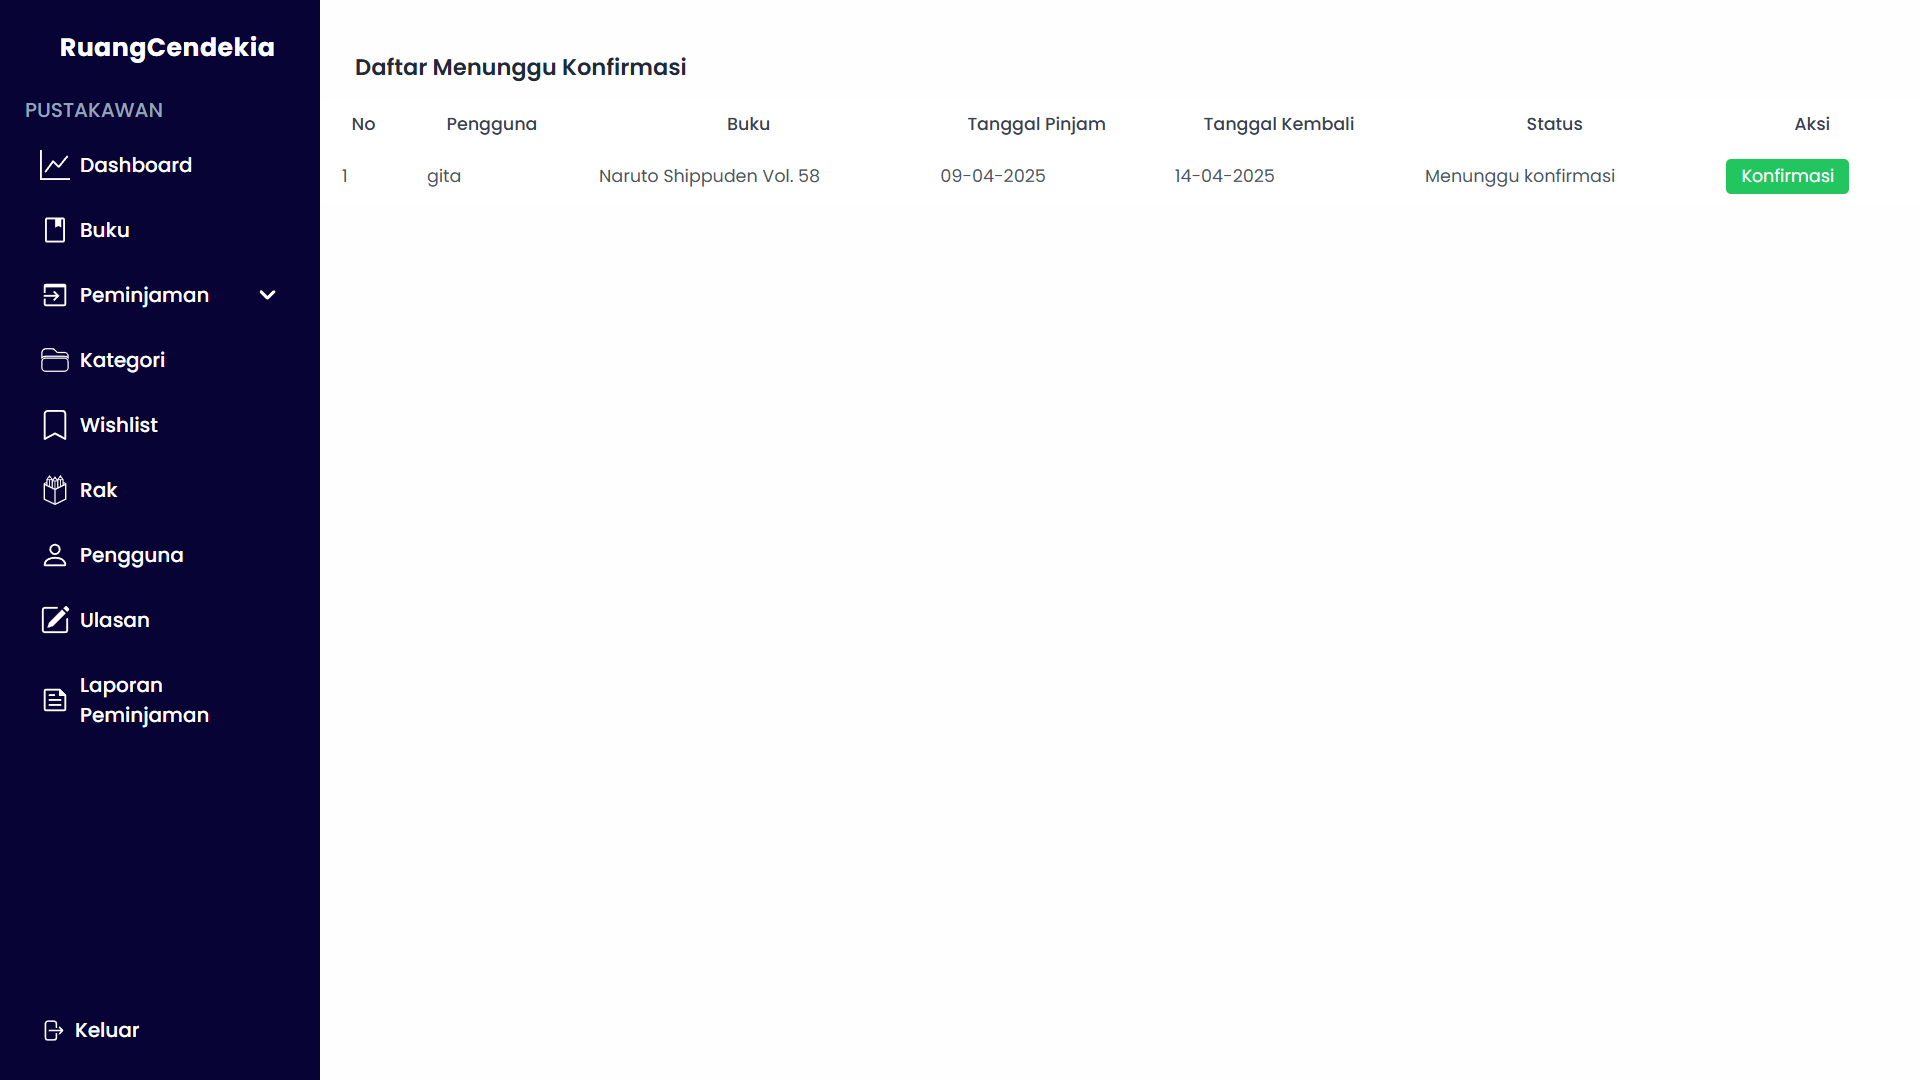 RuangCendekia
PUSTAKAWAN
Dashboard
Buku
Peminjaman
Kategori
Wishlist
Rak
Pengguna
Ulasan
Laporan
Peminjaman
Keluar
Daftar Menunggu Konfirmasi
No Pengguna Buku Tanggal Pinjam Tanggal Kembali Status Aksi
1 gita Naruto Shippuden Vol. 58 09-04-2025 14-04-2025 Menunggu konfirmasi Konfirmasi